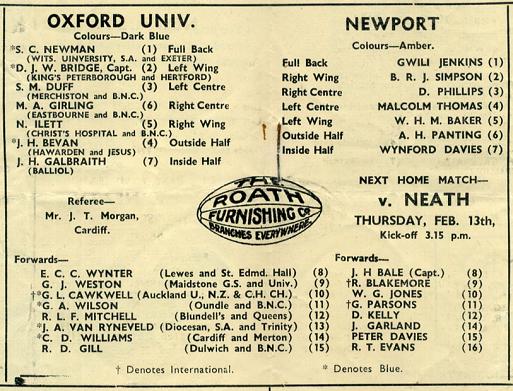 OXFORD UNIV.
Colours—Dark Blue
*S. C. NEWMAN (1) Full Back
(WITS. UINVERSITY, S.A. and EXETER)
*D. J. W. BRIDGE, Capt. (2) Left Wing
(KING'S PETERBOROUGH and HERTFORD)
S. M. DUFF (3) Left Centre
(MERCHISTON and B.N.C.)
M. A. GIRLING (6) Right Centre
(EASTBOURNE and B.N.C.)
N. ILETT (5) Right Wing
(CHRIST'S HOSPITAL and B.N.C.)
*J. H. BEVAN (4) Outside Half
(HAWARDEN and JESUS)
J. H. GALBRAITH (7) Inside Half
(BALLIOL)
Referee—
Mr. J. T. Morgan,
Cardiff.
NEWPORT
Colours—Amber.
Full Back GWILI JENKINS (1)
Right Wing B. R. J. SIMPSON (2)
Right Centre D. PHILLIPS (3)
Left Centre MALCOLM THOMAS (4)
Left Wing W. H. M. BAKER (5)
Outside Half A. H. PANTING (6)
Inside Half WYNFORD DAVIES (7)
THE
ROATH
FURNISHING Co
BRANCHES EVERYWHERE.
NEXT HOME MATCH—
v. NEATH
THURSDAY, FEB. 13th,
Kick-off 3.15 p.m.
Forwards—
E. C. C. WYNTER (Lewes and St. Edmd. Hall) (8)
G. J. WESTON (Maidstone G.S. and Univ.) (9)
†*G. L. CAWKWELL (Auckland U., N.Z. & C.H. CH.) (10)
*G. A. WILSON (Oundle and B.N.C.) (11)
R. L. F. MITCHELL (Blundell's and Queens) (12)
*J. A. VAN RYNEVELD (Diocesan, S.A. and Trinity) (13)
*C. D. WILLIAMS (Cardiff and Merton) (14)
R. D. GILL (Dulwich and B.N.C.) (15)
Forwards—
J. H BALE (Capt.) (8)
†R. BLAKEMORE (9)
W. G. JONES (10)
†G. PARSONS (11)
D. KELLY (12)
J. GARLAND (14)
PETER DAVIES (15)
R. T. EVANS (16)
† Denotes International. * Denotes Blue.